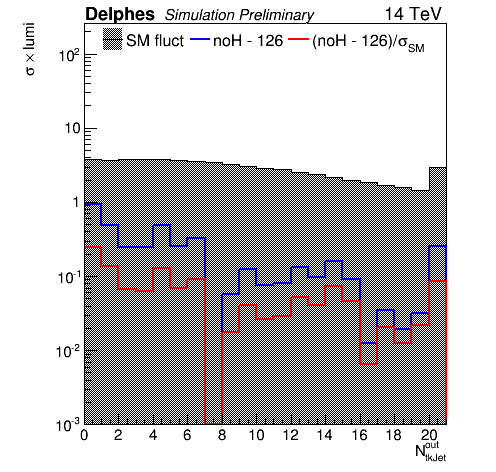 Delphes Simulation Preliminary 14 TeV
σ × lumi
SM fluct noH - 126 (noH - 126)/σSM
10²
10
1
10⁻¹
10⁻²
10⁻³
0 2 4 6 8 10 12 14 16 18 20
N^out_tkJet